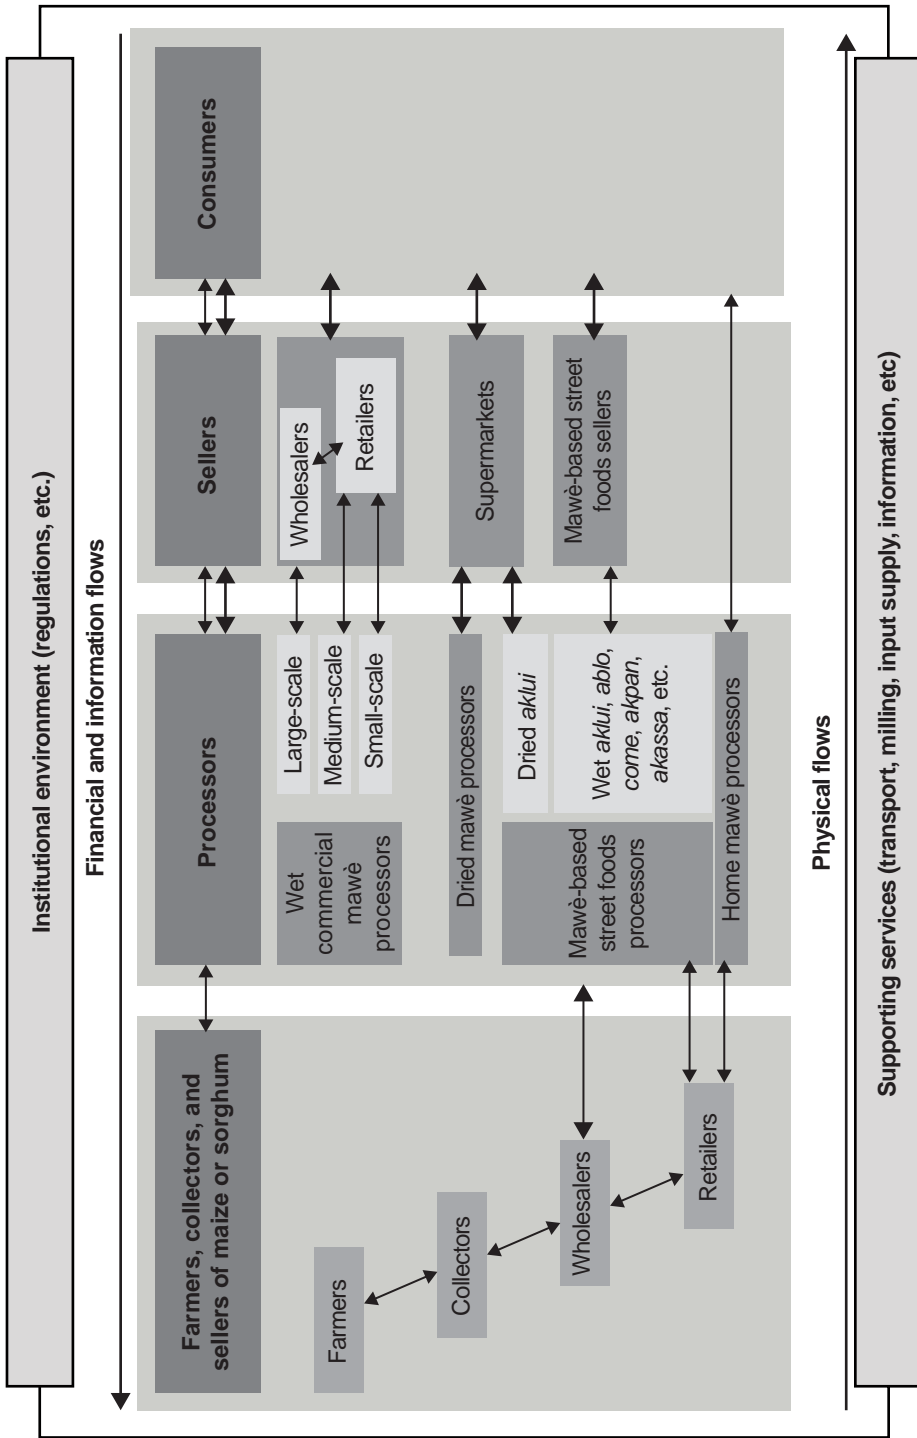 Institutional environment (regulations, etc.)
Financial and information flows
Farmers, collectors, and
sellers of maize or sorghum
Farmers
Collectors
Wholesalers
Retailers
Processors
Wet
commercial
mawè
processors
Large-scale
Medium-scale
Small-scale
Dried mawè processors
Mawè-based
street foods
processors
Dried aklui
Wet aklui, ablo,
come, akpan,
akassa, etc.
Home mawè processors
Sellers
Wholesalers
Retailers
Supermarkets
Mawè-based street
foods sellers
Consumers
Physical flows
Supporting services (transport, milling, input supply, information, etc)